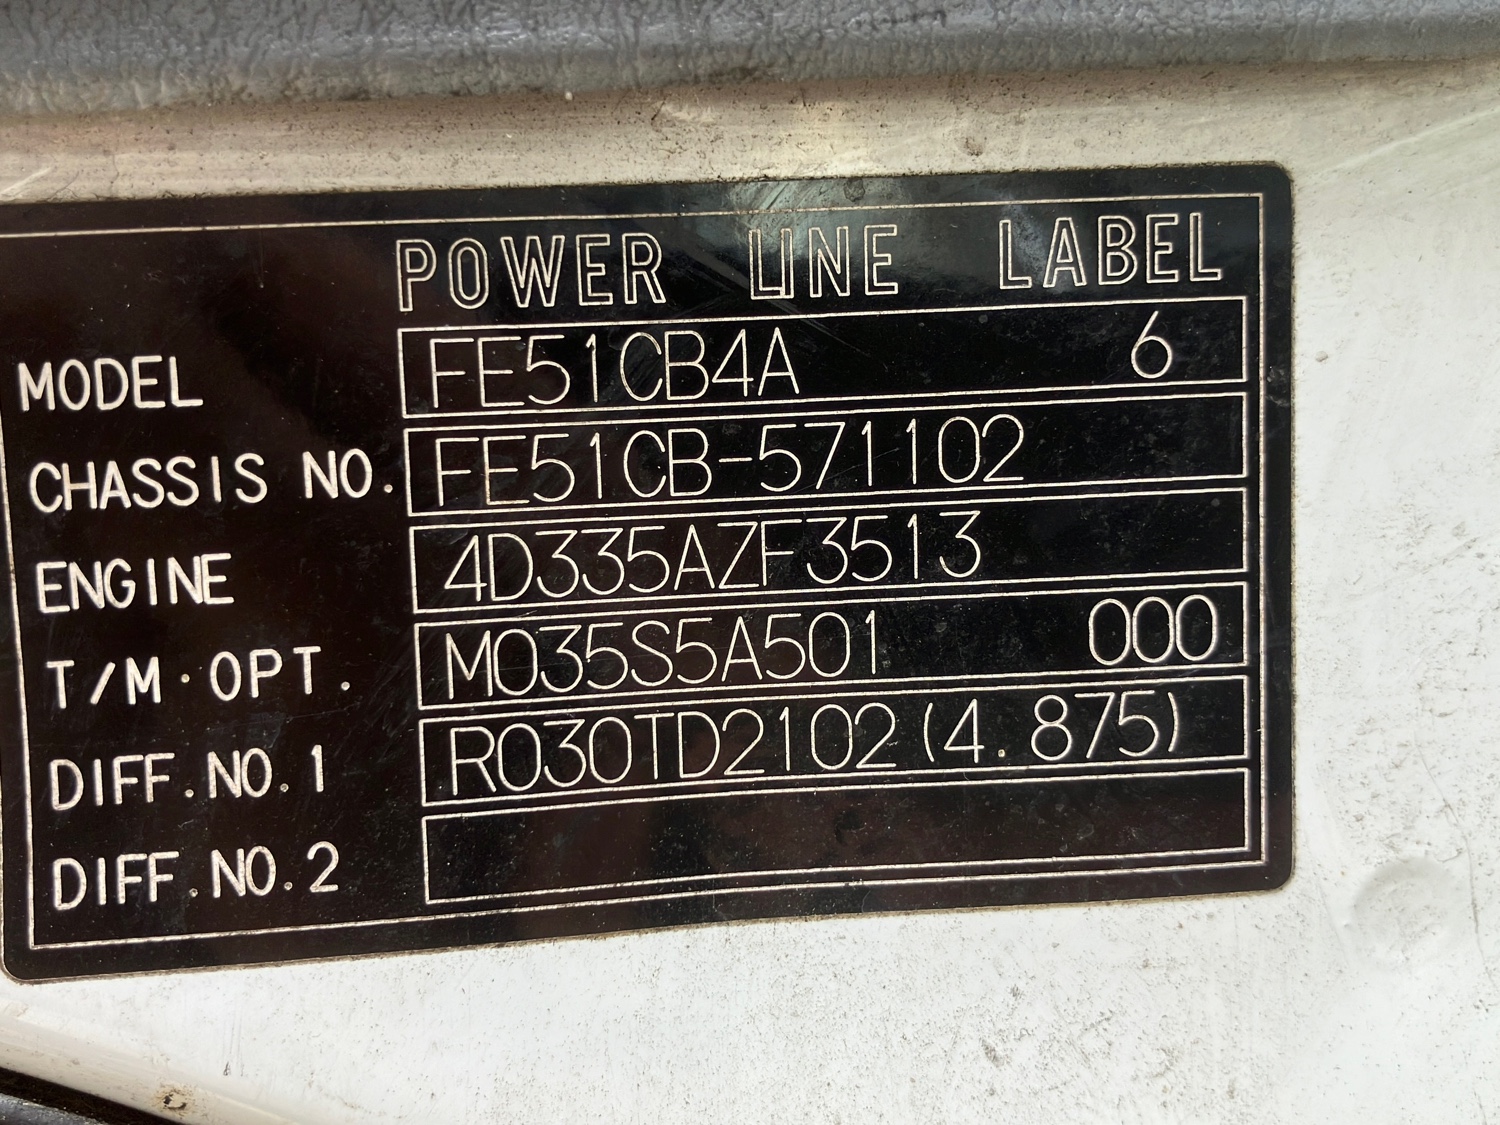 POWER LINE LABEL
MODEL FE51CB4A 6
CHASSIS NO. FE51CB-571102
ENGINE 4D335AZF3513
T/M·OPT. M035S5A501 000
DIFF.NO.1 R030TD2102(4.875)
DIFF.NO.2